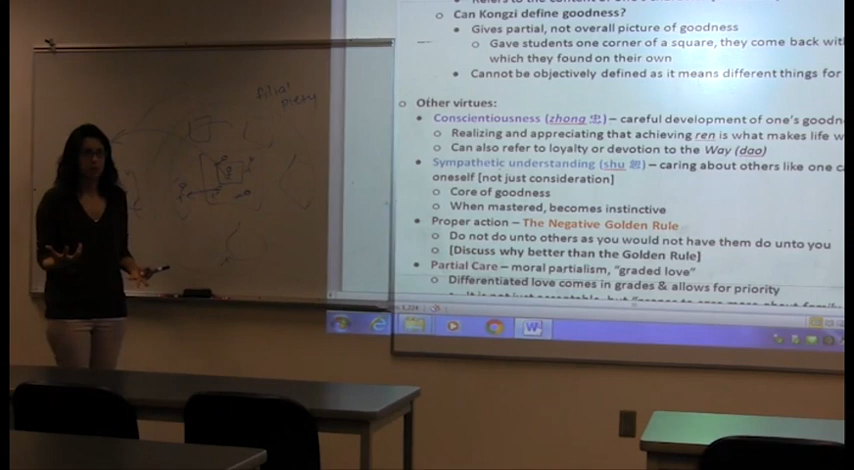 Can Kongzi define goodness?
Gives partial, not overall picture of goodness
Gave students one corner of a square, they come back wit
which they found on their own
Cannot be objectively defined as it means different things for
Other virtues:
Conscientiousness (zhong 忠) – careful development of one's goodn
Realizing and appreciating that achieving ren is what makes life w
Can also refer to loyalty or devotion to the Way (dao)
Sympathetic understanding (shu 恕) – caring about others like one c
oneself [not just consideration]
Core of goodness
When mastered, becomes instinctive
Proper action – The Negative Golden Rule
Do not do unto others as you would not have them do unto you
[Discuss why better than the Golden Rule]
Partial Care – moral partialism, "graded love"
Differentiated love comes in grades & allows for priority
filial
piety